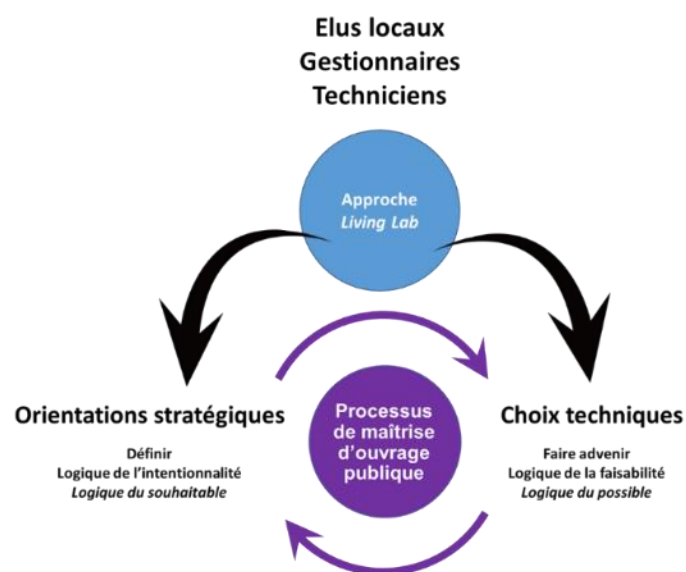 Elus locaux
Gestionnaires
Techniciens
Approche
Living Lab
Orientations stratégiques
Définir
Logique de l'intentionnalité
Logique du souhaitable
Processus
de maîtrise
d'ouvrage
publique
Choix techniques
Faire advenir
Logique de la faisabilité
Logique du possible